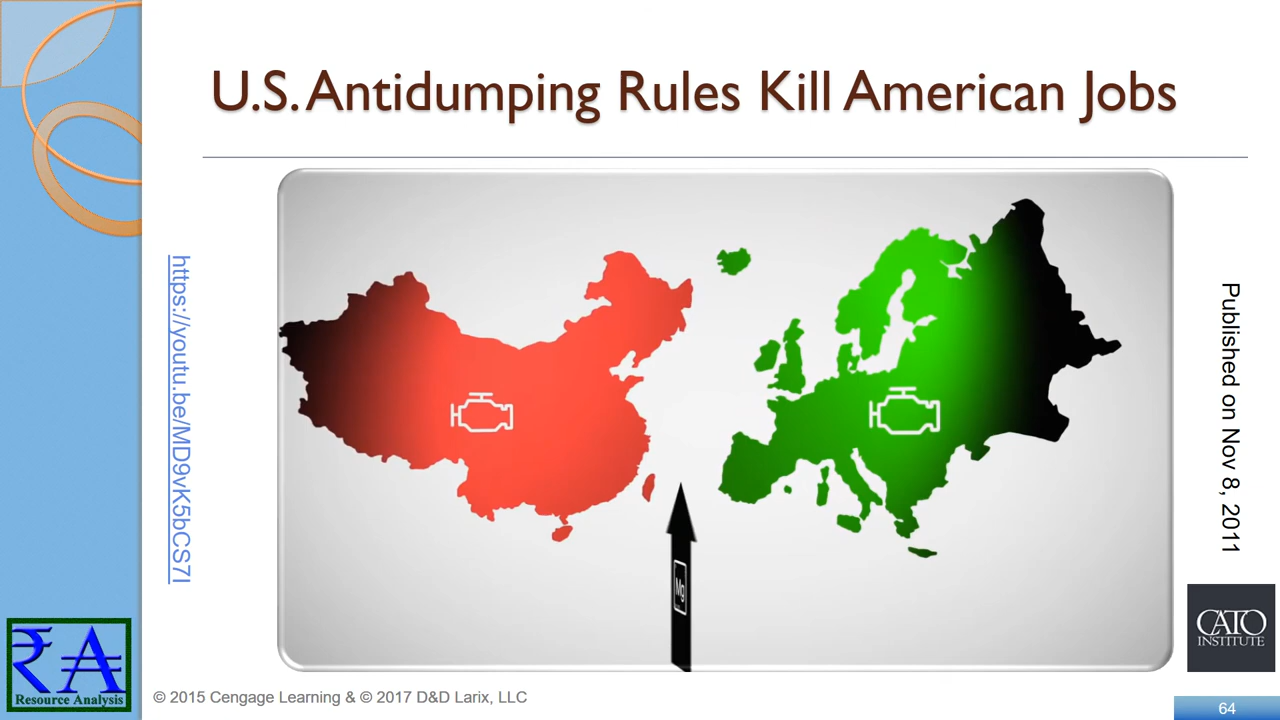 U.S. Antidumping Rules Kill American Jobs
https://youtu.be/MD9vK5bCS7I
Mg
Published on Nov 8, 2011
CATO
INSTITUTE
₹A
Resource Analysis
© 2015 Cengage Learning & © 2017 D&D Larix, LLC
64